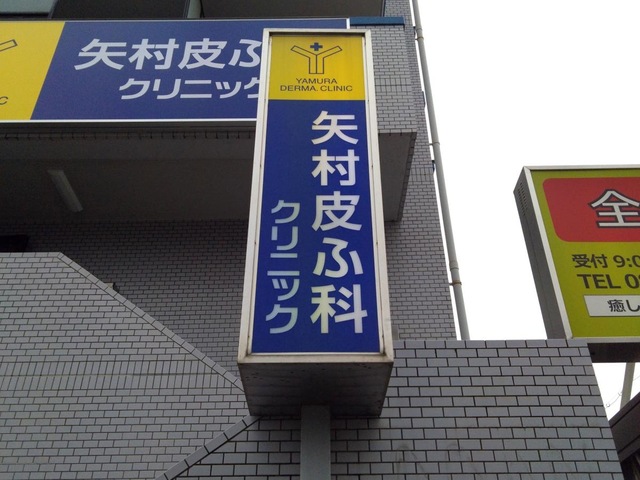 矢村皮ふ
クリニック
CLINIC
YAMURA
DERMA. CLINIC
矢村皮ふ科
クリニック
全
受付 9:0
TEL 0
癒し